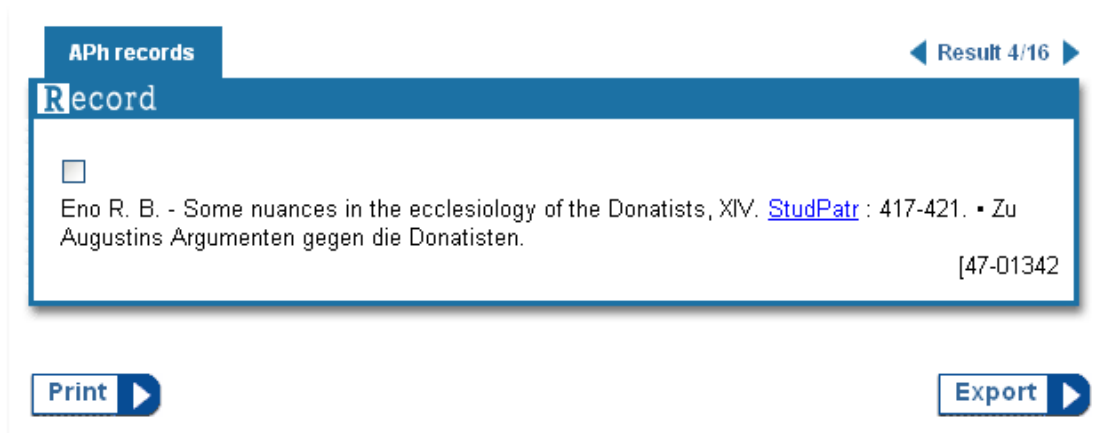 APh records
Result 4/16
Record
Eno R. B. - Some nuances in the ecclesiology of the Donatists, XIV. StudPatr : 417-421. ▪ Zu
Augustins Argumenten gegen die Donatisten.
[47-01342
Print
Export